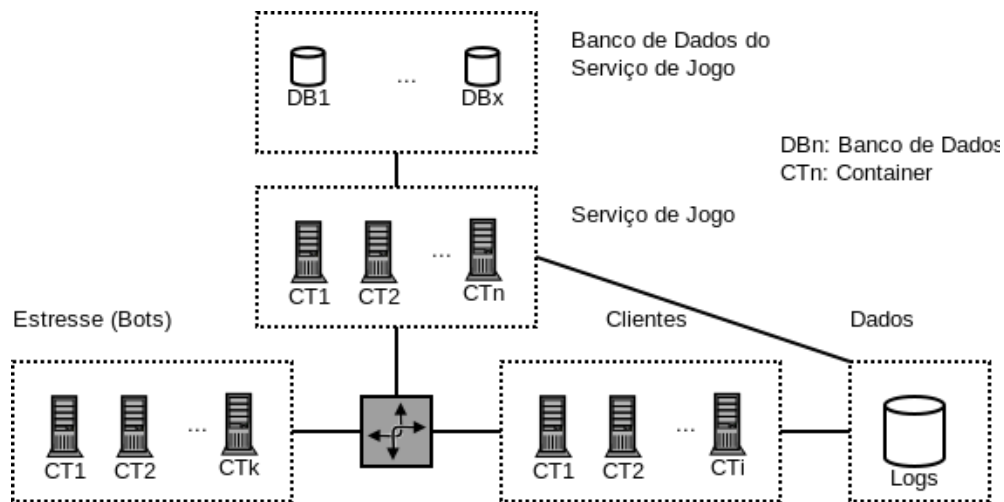 Banco de Dados do
Serviço de Jogo
DB1
...
DBx
DBn: Banco de Dados
CTn: Container
Serviço de Jogo
CT1
CT2
...
CTn
Estresse (Bots)
Clientes
Dados
CT1
CT2
...
CTk
CT1
CT2
...
CTi
Logs